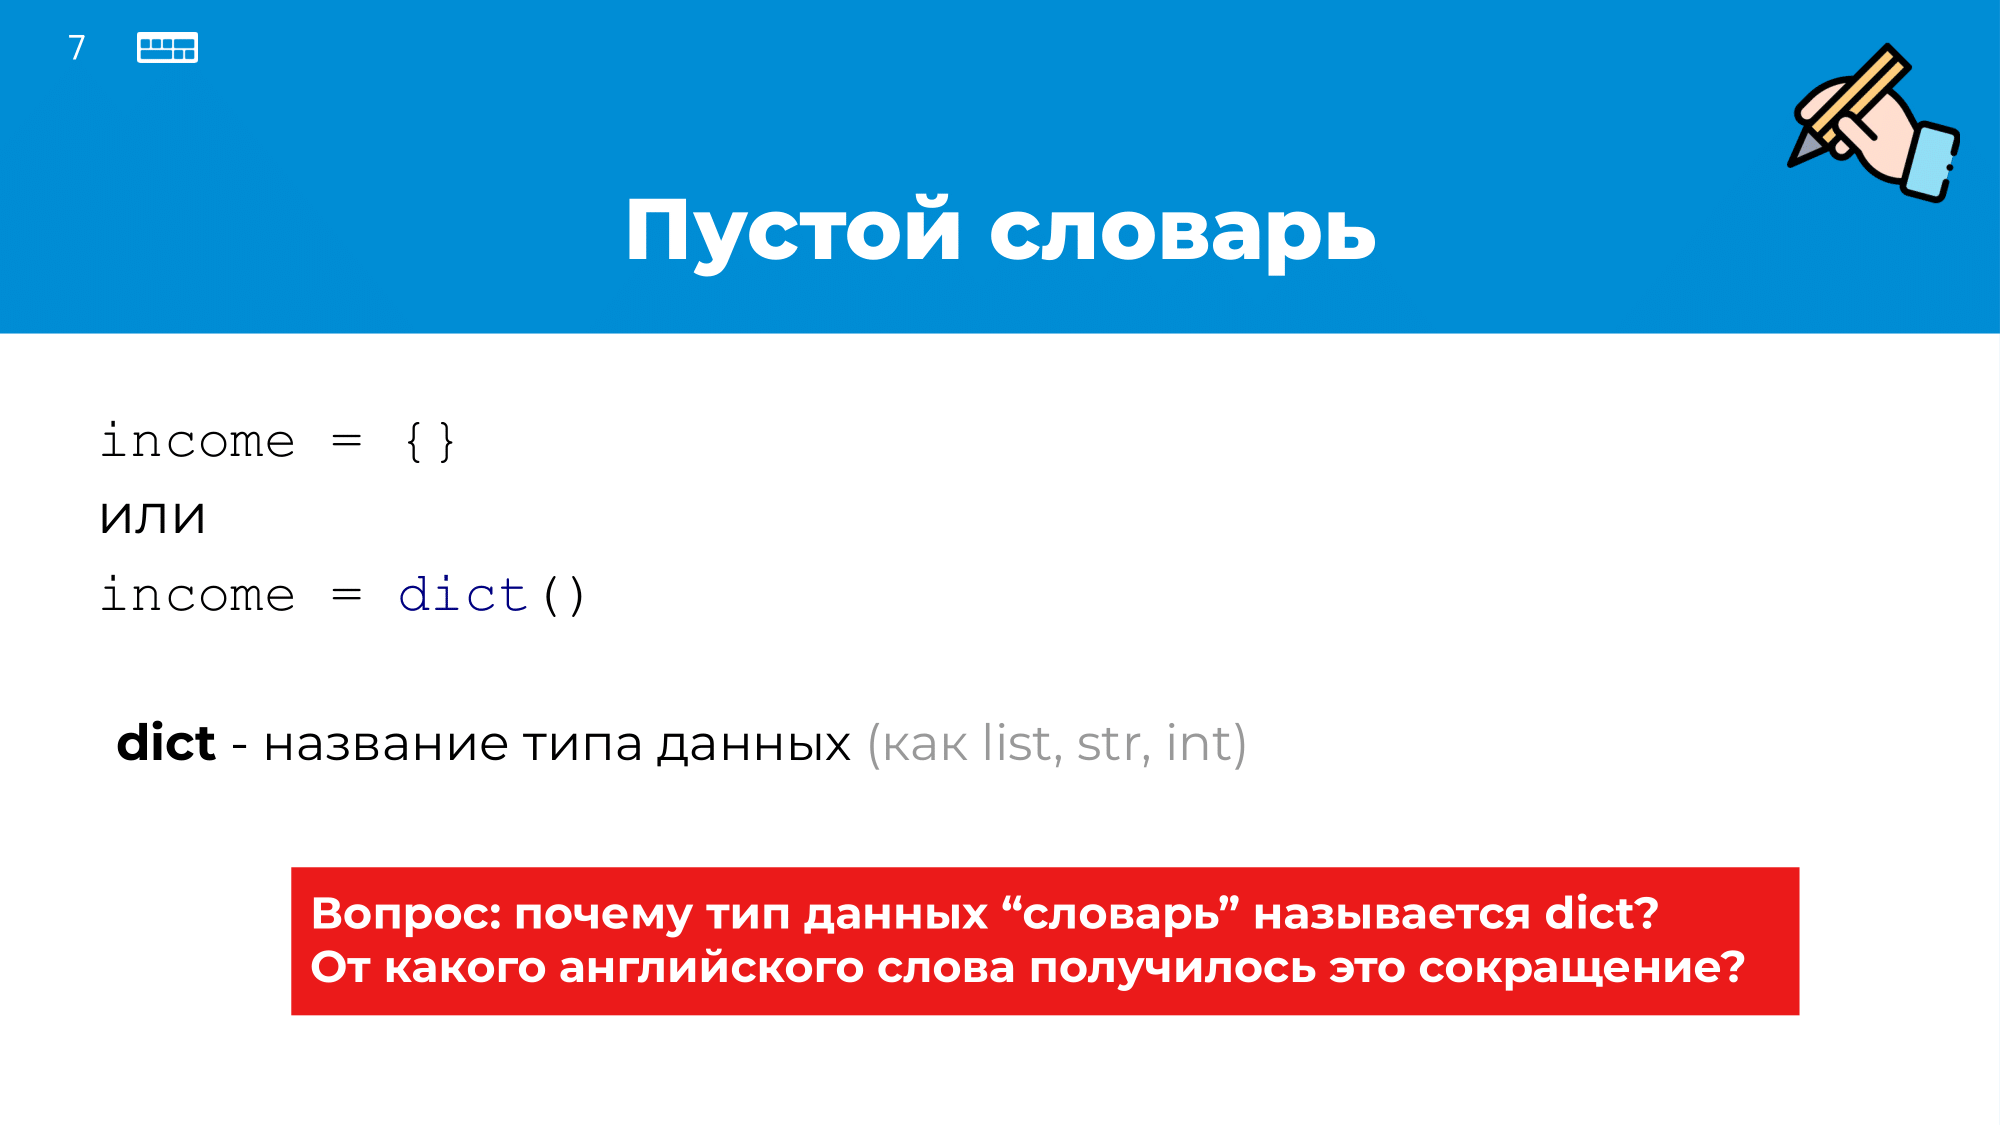 7
Пустой словарь
income = {}
или
income = dict()
dict - название типа данных (как list, str, int)
Вопрос: почему тип данных “словарь” называется dict?
От какого английского слова получилось это сокращение?